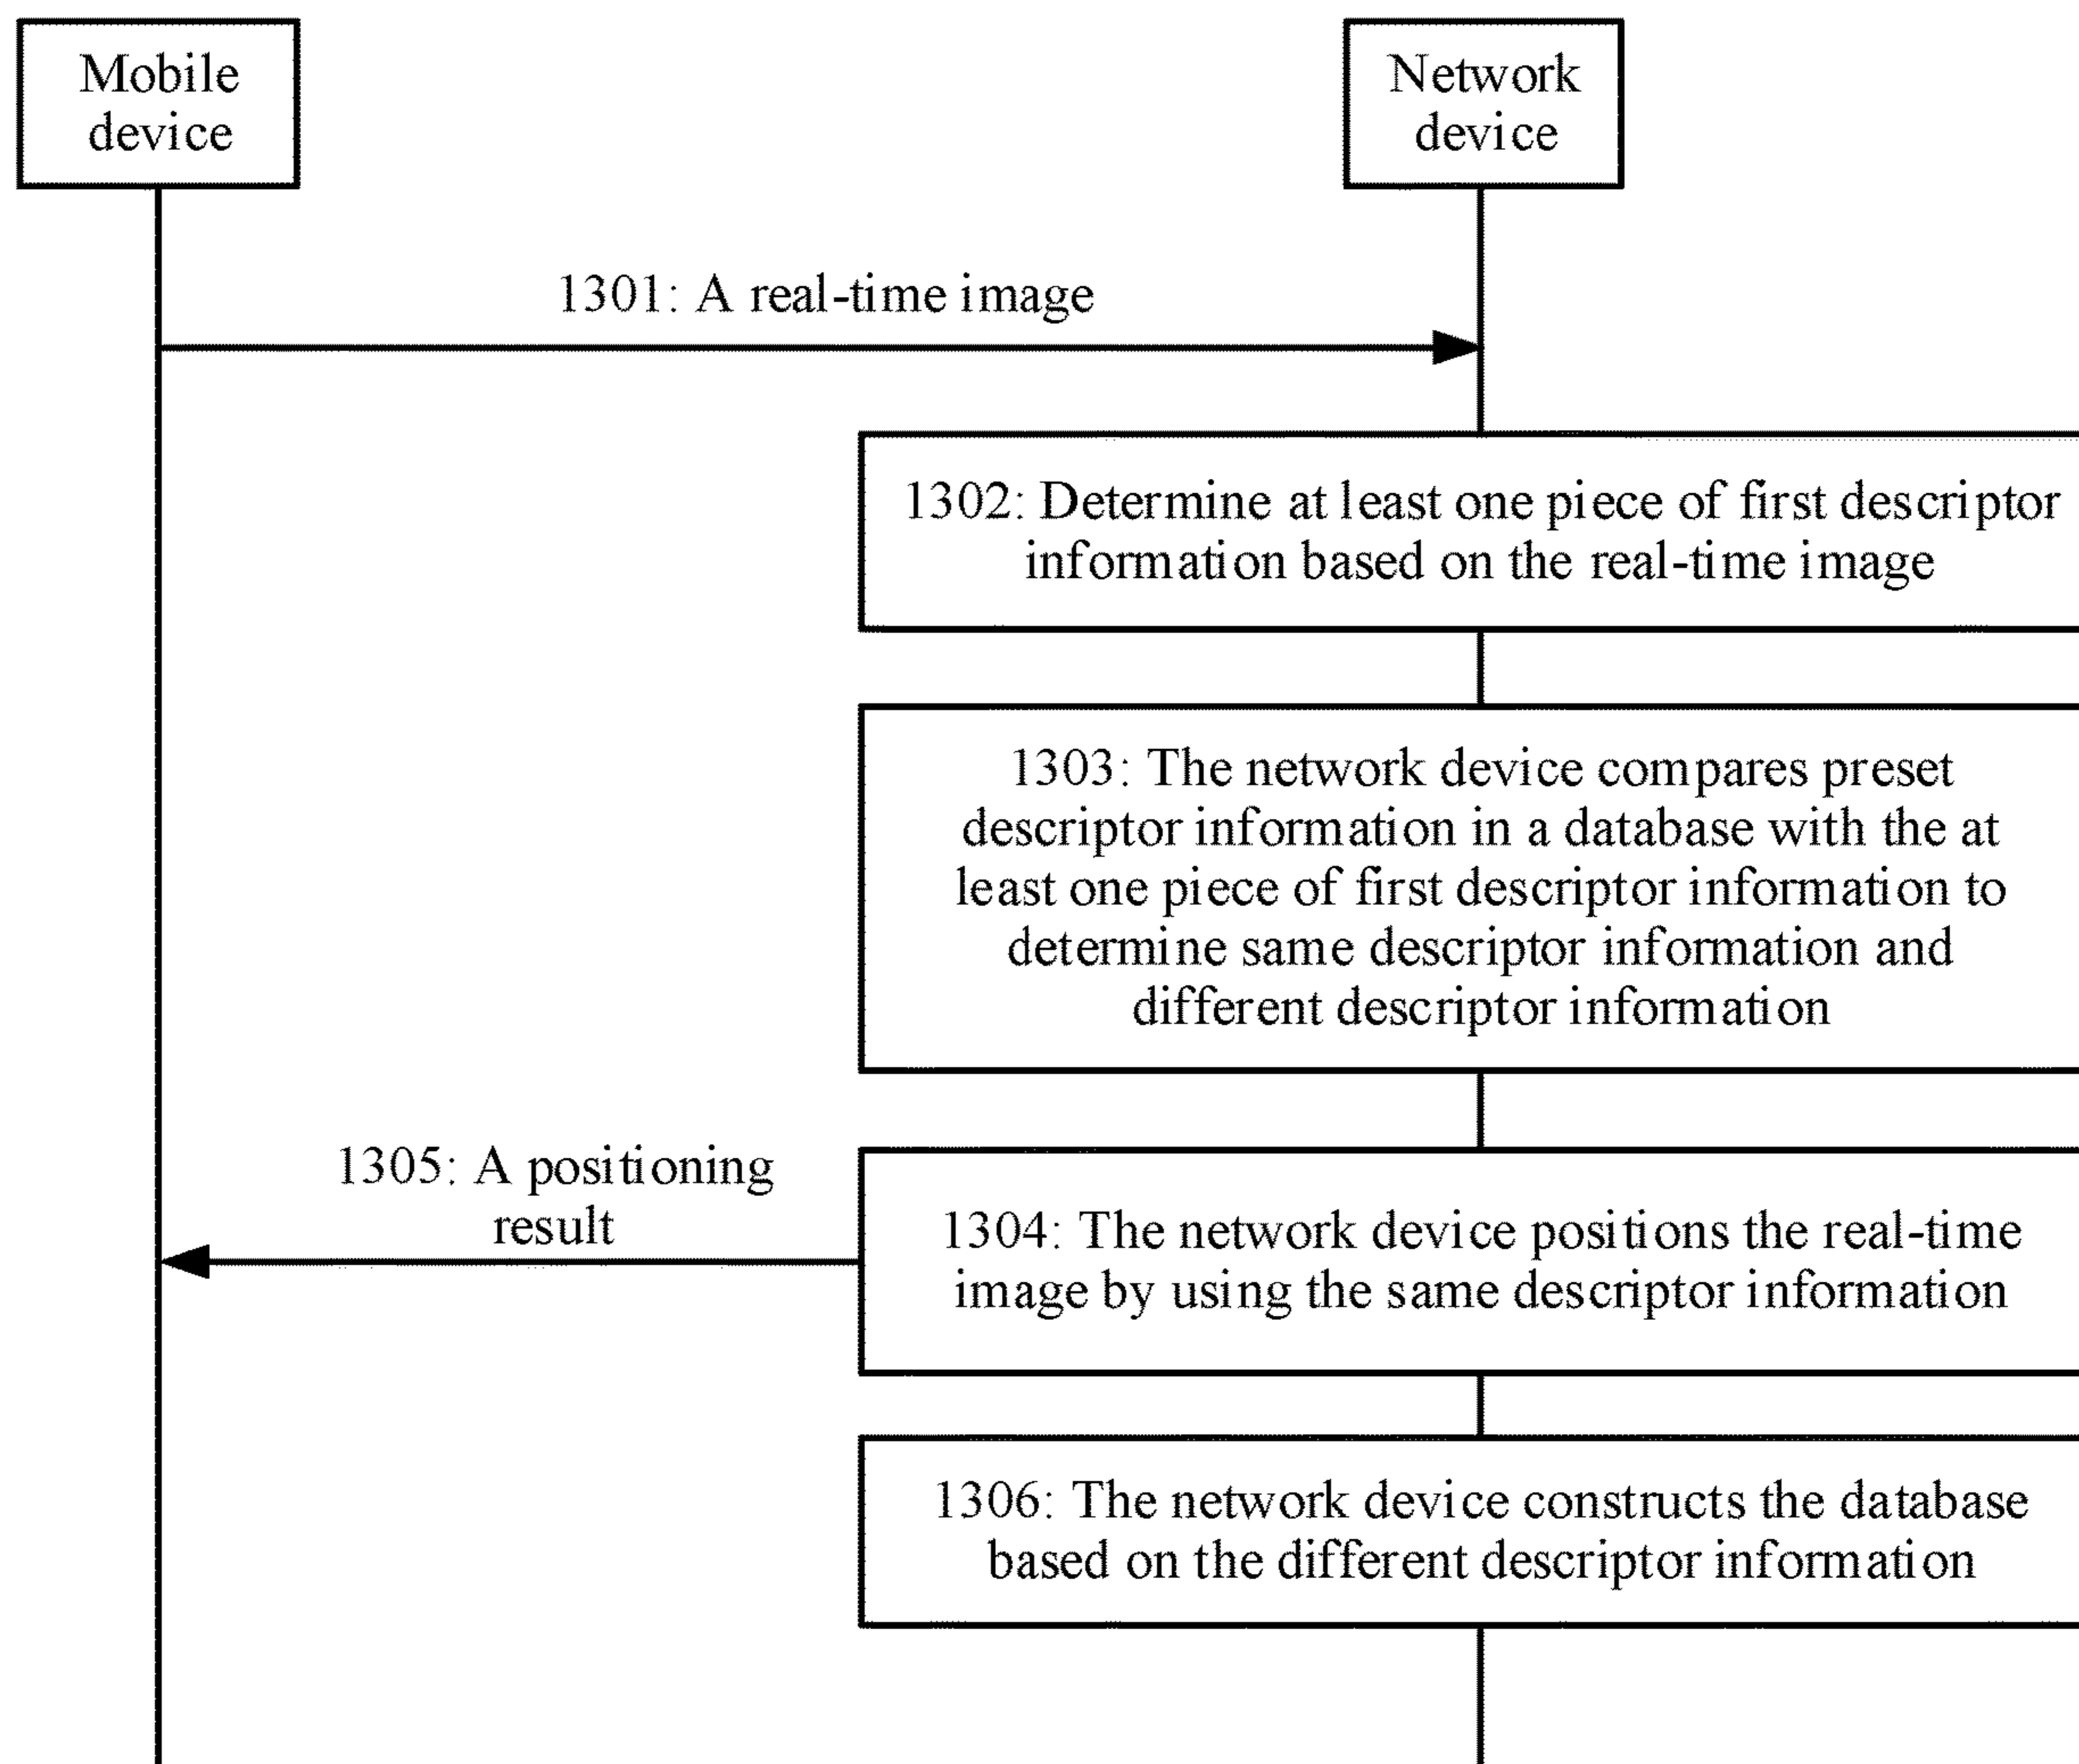 Mobile
device
Network
device
1301: A real-time image
1302: Determine at least one piece of first descriptor
information based on the real-time image
1303: The network device compares preset
descriptor information in a database with the at
least one piece of first descriptor information to
determine same descriptor information and
different descriptor information
1305: A positioning
result
1304: The network device positions the real-time
image by using the same descriptor information
1306: The network device constructs the database
based on the different descriptor information